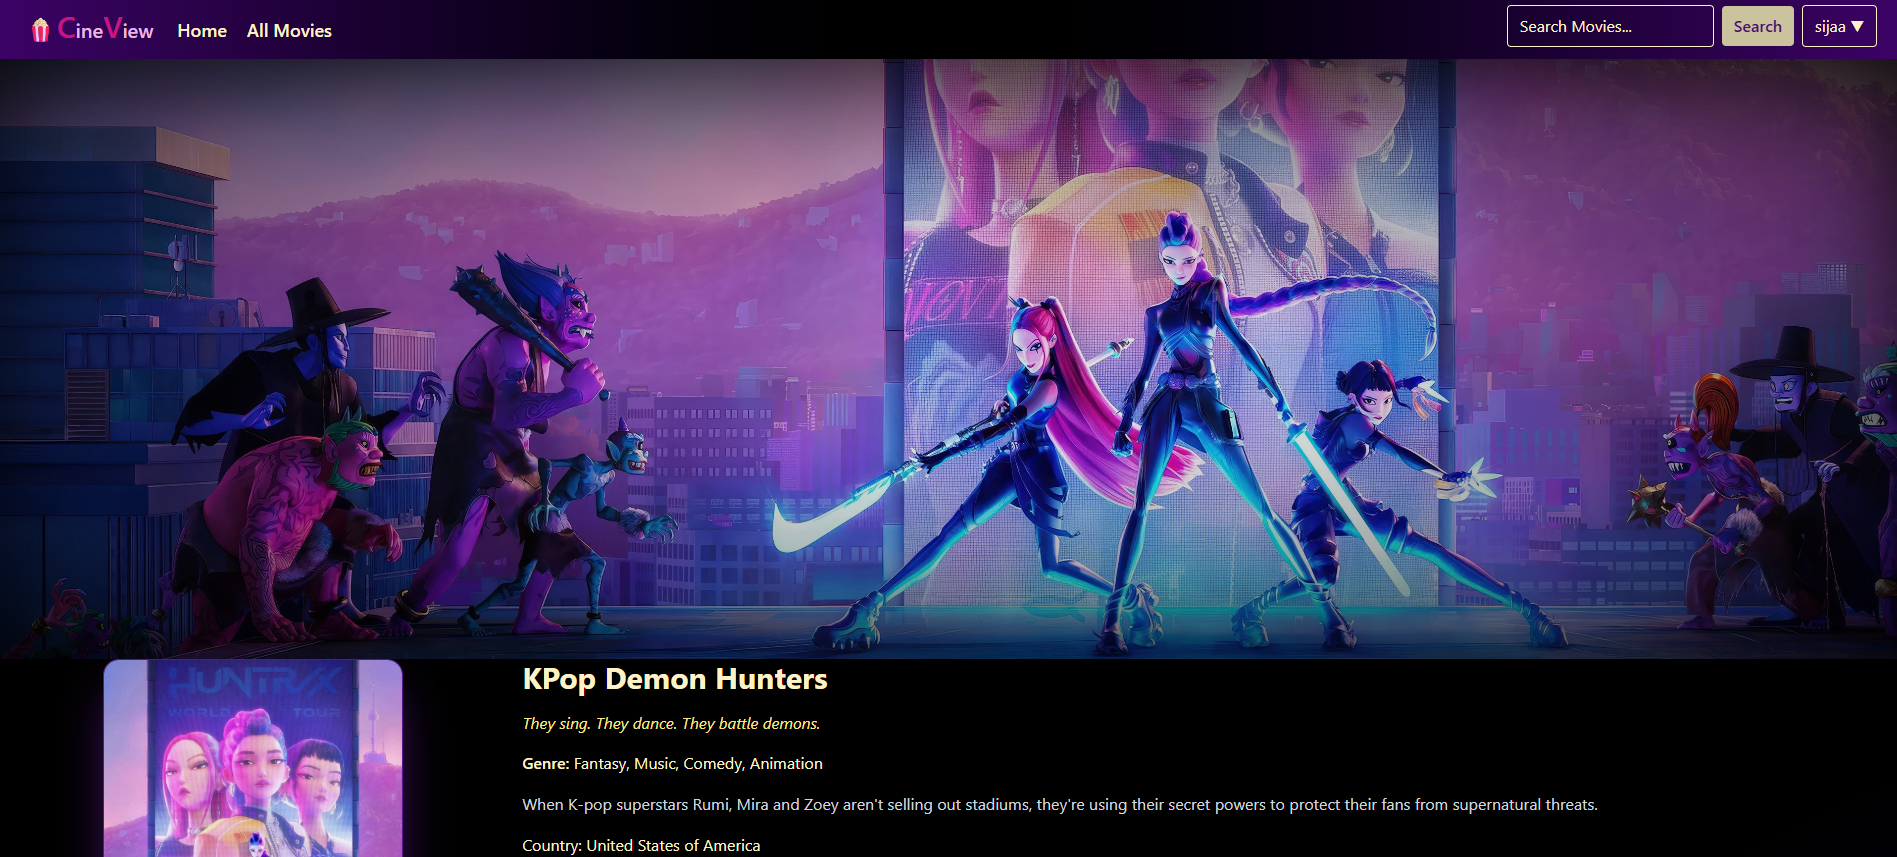 CineView Home All Movies Search Movies... Search sijaa ▼
HUNTR/X
WORLD TOUR
KPop Demon Hunters
They sing. They dance. They battle demons.
Genre: Fantasy, Music, Comedy, Animation
When K-pop superstars Rumi, Mira and Zoey aren't selling out stadiums, they're using their secret powers to protect their fans from supernatural threats.
Country: United States of America